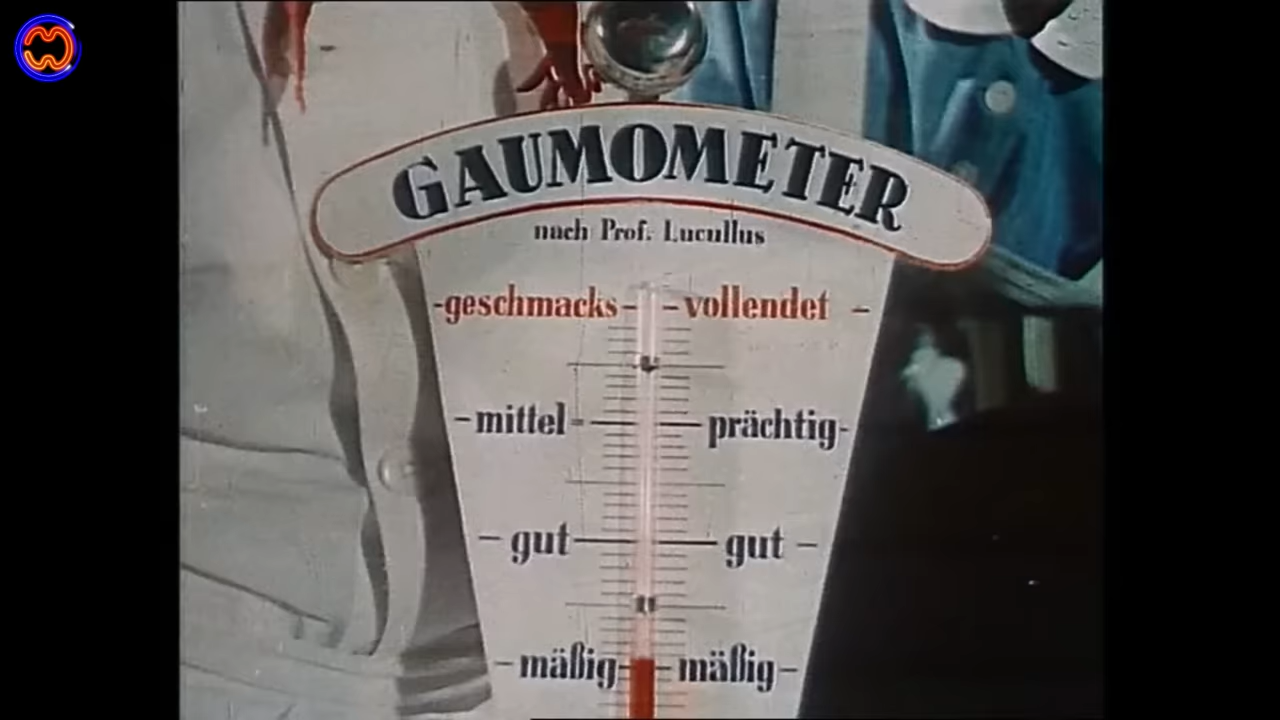 GAUMOMETER
nach Prof. Lucullus
-geschmacks- -vollendet -
-mittel- prächtig-
- gut gut -
-mäßig- mäßig-